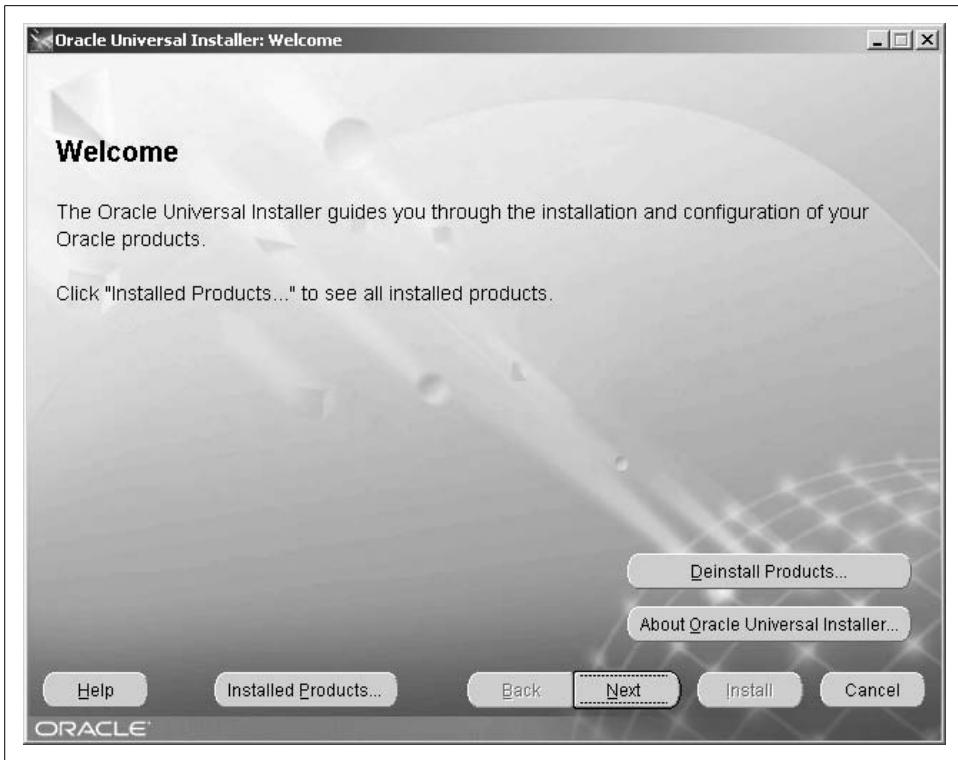 Oracle Universal Installer: Welcome
Welcome
The Oracle Universal Installer guides you through the installation and configuration of your
Oracle products.
Click "Installed Products..." to see all installed products.
Deinstall Products...
About Oracle Universal Installer...
Help
Installed Products...
Back
Next
Install
Cancel
ORACLE